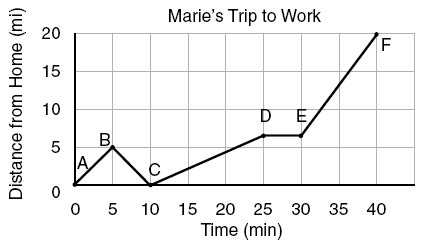 Marie's Trip to Work
Distance from Home (mi)
20
15
10
5
0
A
B
C
D
E
F
0 5 10 15 20 25 30 35 40
Time (min)